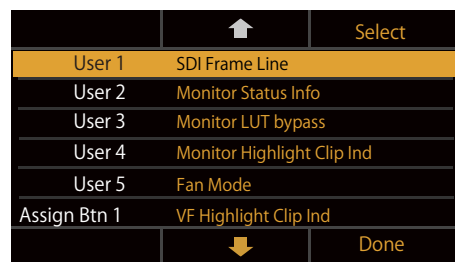 Select
User 1 SDI Frame Line
User 2 Monitor Status Info
User 3 Monitor LUT bypass
User 4 Monitor Highlight Clip Ind
User 5 Fan Mode
Assign Btn 1 VF Highlight Clip Ind
Done